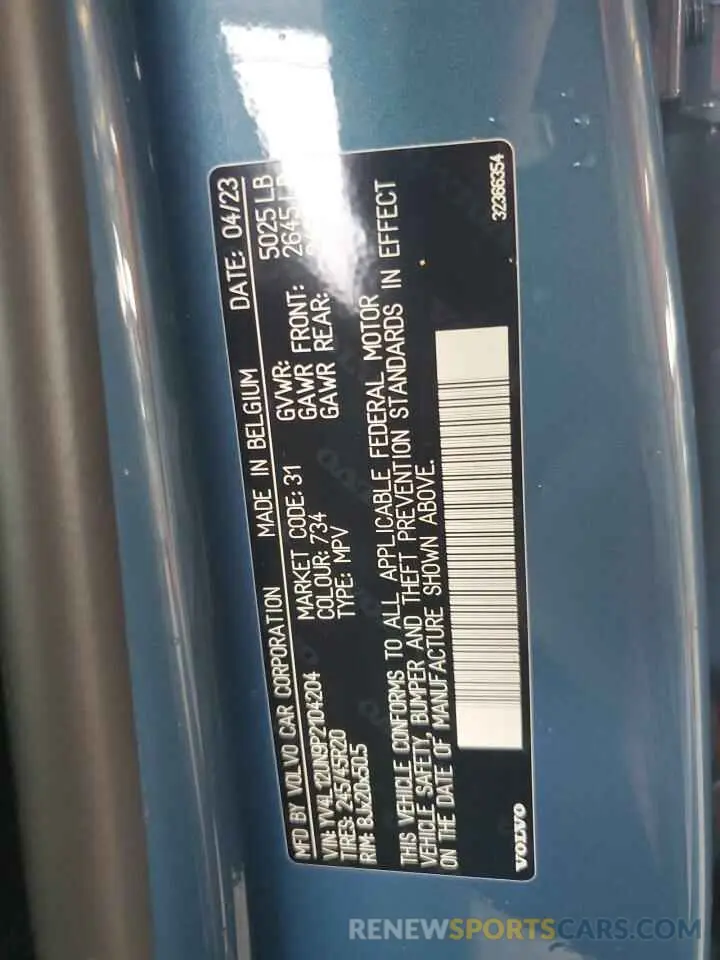 MFD BY VOLVO CAR CORPORATION MADE IN BELGIUM DATE: 04/23
VIN: YV4L12UN9P2104204 MARKET CODE: 31 GVWR: 5025 LB
TIRES: 245/45R20 COLOUR: 734 GAWR FRONT: 2645
RIM: 8Jx20x50.5 TYPE: MPV GAWR REAR:
THIS VEHICLE CONFORMS TO ALL APPLICABLE FEDERAL MOTOR
VEHICLE SAFETY, BUMPER AND THEFT PREVENTION STANDARDS IN EFFECT
ON THE DATE OF MANUFACTURE SHOWN ABOVE.
VOLVO 32366354
RENEWSPORTSCARS.COM